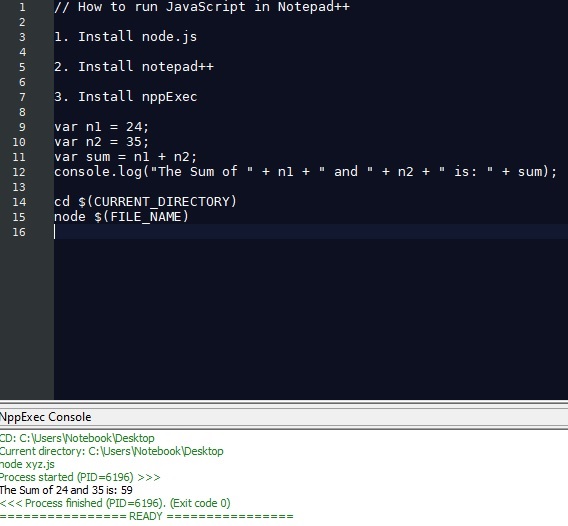 1 // How to run JavaScript in Notepad++
2
3 1. Install node.js
4
5 2. Install notepad++
6
7 3. Install nppExec
8
9 var n1 = 24;
10 var n2 = 35;
11 var sum = n1 + n2;
12 console.log("The Sum of " + n1 + " and " + n2 + " is: " + sum);
13
14 cd $(CURRENT_DIRECTORY)
15 node $(FILE_NAME)
16
NppExec Console
CD: C:\Users\Notebook\Desktop
Current directory: C:\Users\Notebook\Desktop
node xyz.js
Process started (PID=6196) >>>
The Sum of 24 and 35 is: 59
<<< Process finished (PID=6196). (Exit code 0)
================ READY ================